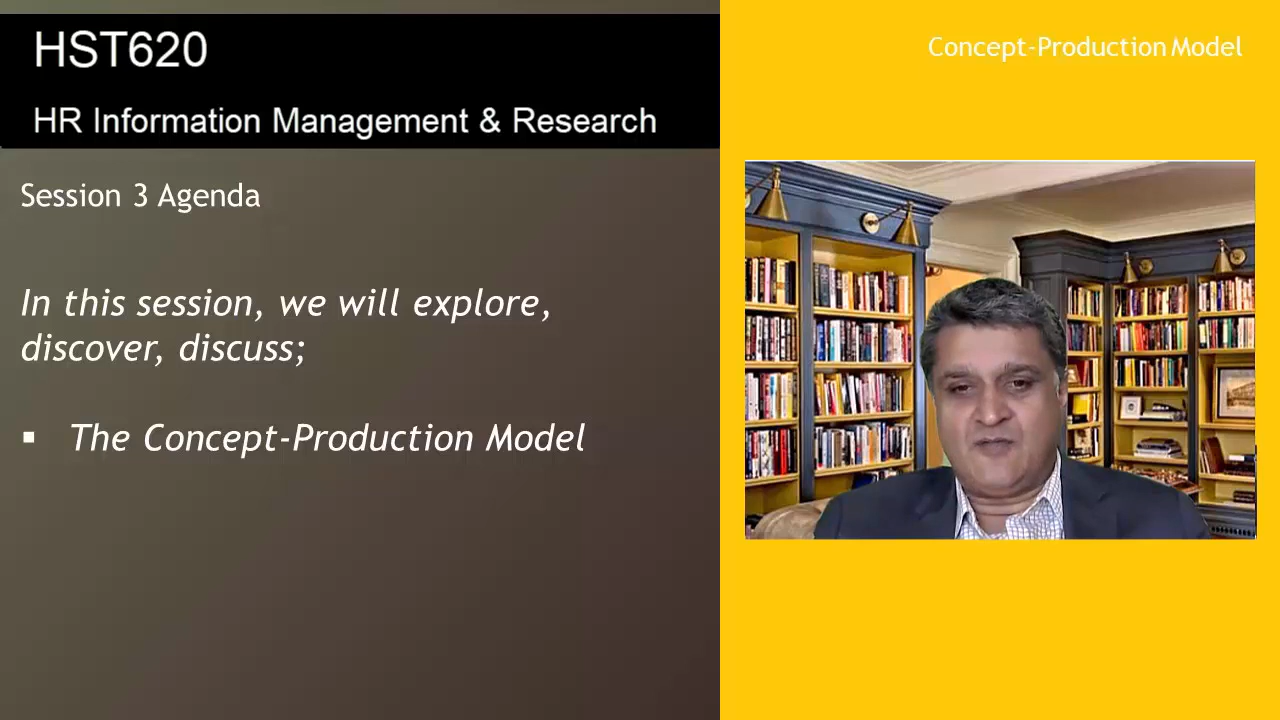 HST620
HR Information Management & Research
Concept-Production Model
Session 3 Agenda
In this session, we will explore,
discover, discuss;
▪ The Concept-Production Model